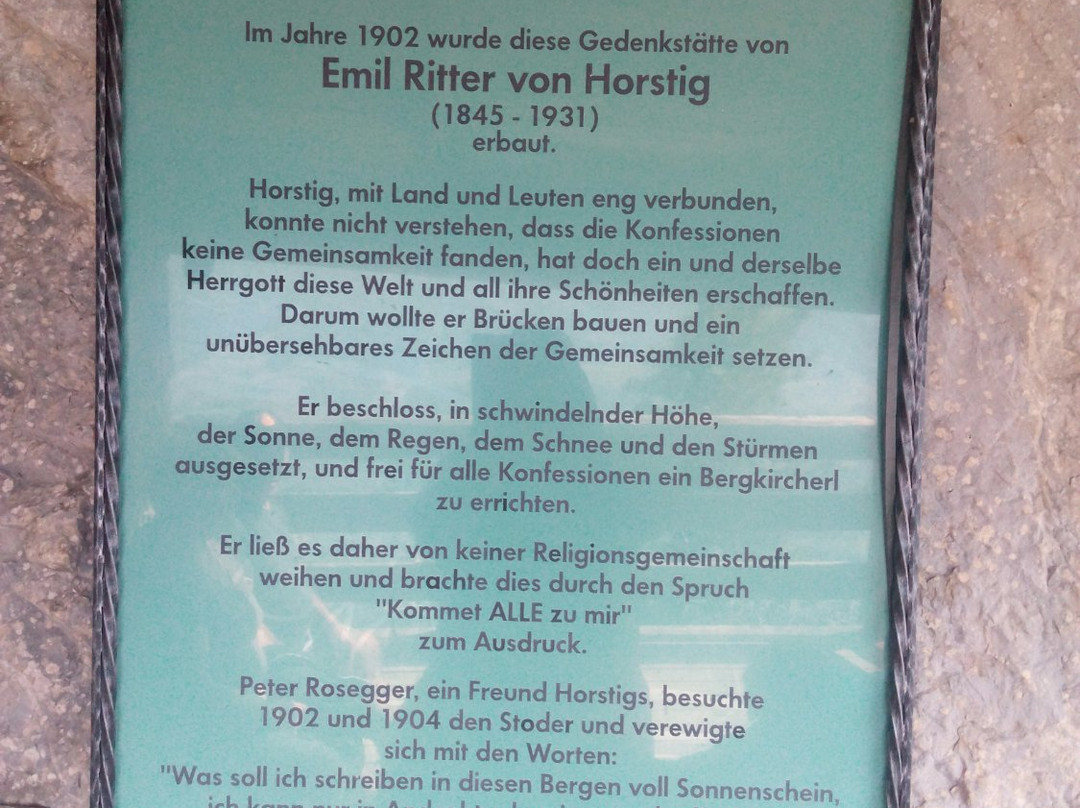 Im Jahre 1902 wurde diese Gedenkstätte von
Emil Ritter von Horstig
(1845 - 1931)
erbaut.
Horstig, mit Land und Leuten eng verbunden,
konnte nicht verstehen, dass die Konfessionen
keine Gemeinsamkeit fanden, hat doch ein und derselbe
Herrgott diese Welt und all ihre Schönheiten erschaffen.
Darum wollte er Brücken bauen und ein
unübersehbares Zeichen der Gemeinsamkeit setzen.
Er beschloss, in schwindelnder Höhe,
der Sonne, dem Regen, dem Schnee und den Stürmen
ausgesetzt, und frei für alle Konfessionen ein Bergkircherl
zu errichten.
Er ließ es daher von keiner Religionsgemeinschaft
weihen und brachte dies durch den Spruch
"Kommet ALLE zu mir"
zum Ausdruck.
Peter Rosegger, ein Freund Horstigs, besuchte
1902 und 1904 den Stoder und verewigte
sich mit den Worten:
"Was soll ich schreiben in diesen Bergen voll Sonnenschein,
ich kann nur in